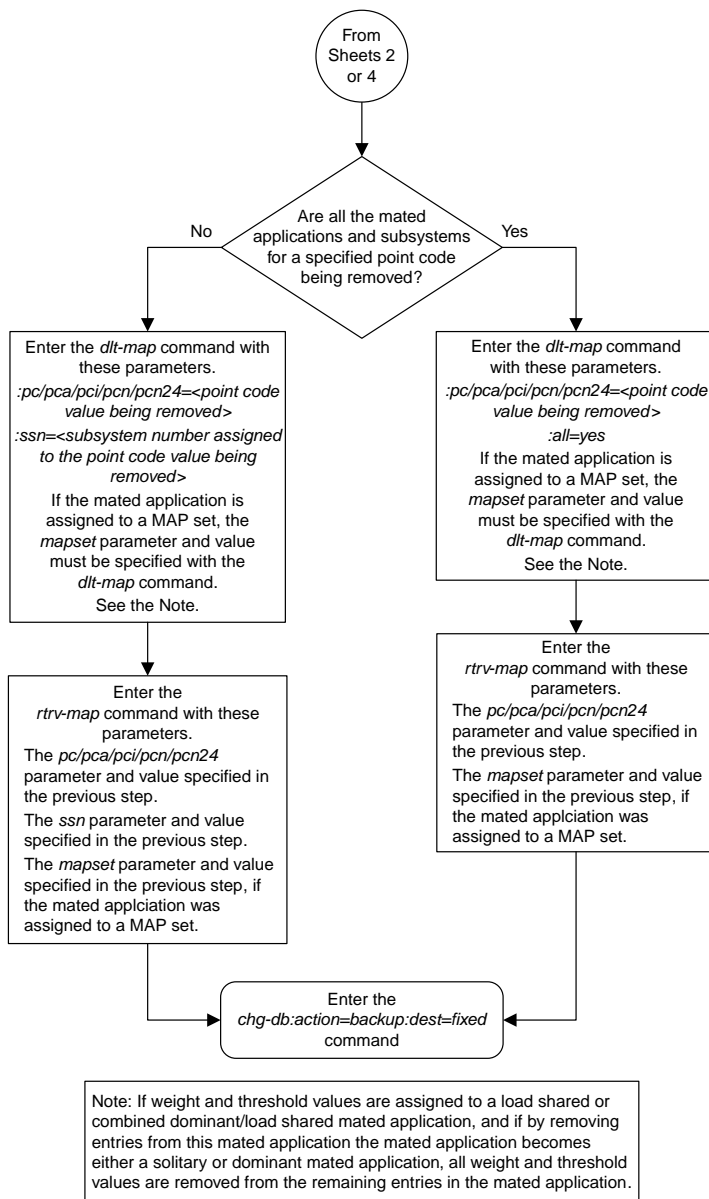 From
Sheets 2
or 4
Are all the mated
applications and subsystems
for a specified point code
being removed?
No
Yes
Enter the dlt-map command with
these parameters.
:pc/pca/pci/pcn/pcn24=<point code
value being removed>
:ssn=<subsystem number assigned
to the point code value being
removed>
If the mated application is
assigned to a MAP set, the
mapset parameter and value
must be specified with the
dlt-map command.
See the Note.
Enter the dlt-map command
with these parameters.
:pc/pca/pci/pcn/pcn24=<point code
value being removed>
:all=yes
If the mated application is
assigned to a MAP set, the
mapset parameter and value
must be specified with the
dlt-map command.
See the Note.
Enter the
rtrv-map command with these
parameters.
The pc/pca/pci/pcn/pcn24
parameter and value specified in
the previous step.
The ssn parameter and value
specified in the previous step.
The mapset parameter and value
specified in the previous step, if
the mated applciation was
assigned to a MAP set.
Enter the
rtrv-map command with these
parameters.
The pc/pca/pci/pcn/pcn24
parameter and value specified in
the previous step.
The mapset parameter and value
specified in the previous step, if
the mated applciation was
assigned to a MAP set.
Enter the
chg-db:action=backup:dest=fixed
command
Note: If weight and threshold values are assigned to a load shared or
combined dominant/load shared mated application, and if by removing
entries from this mated application the mated application becomes
either a solitary or dominant mated application, all weight and threshold
values are removed from the remaining entries in the mated application.